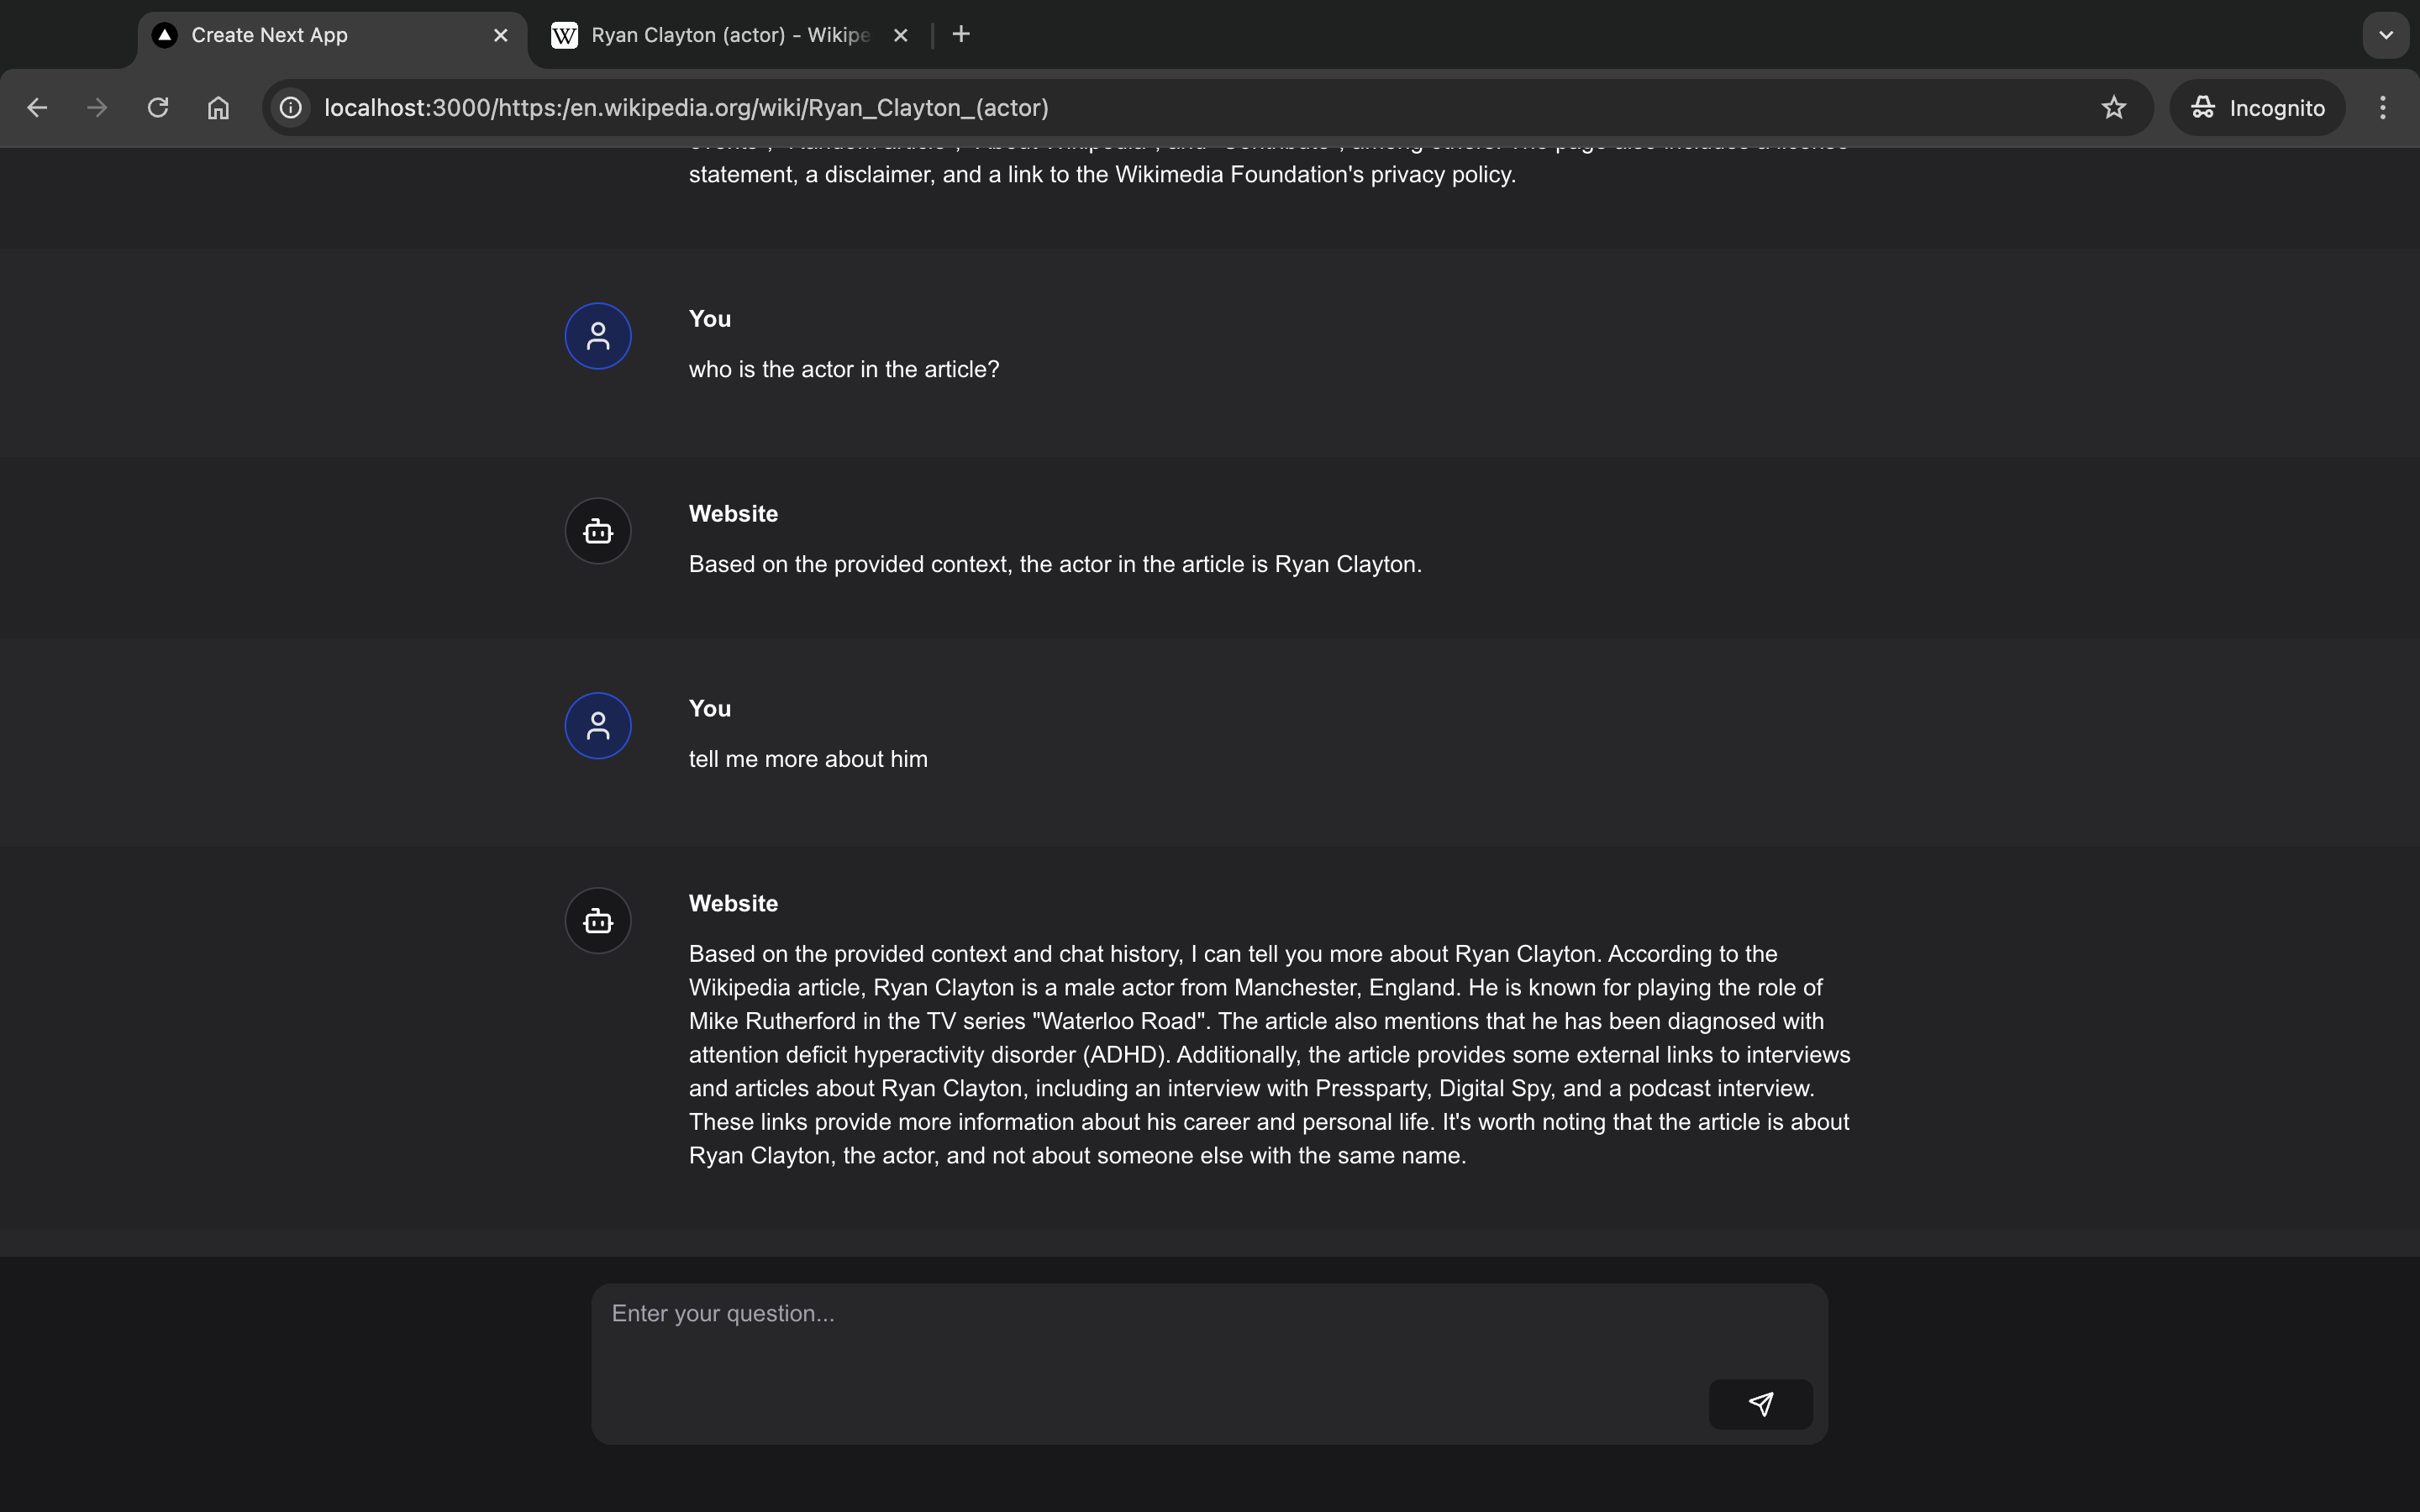 Create Next App
Ryan Clayton (actor) - Wikipe
localhost:3000/https:/en.wikipedia.org/wiki/Ryan_Clayton_(actor)
Incognito
statement, a disclaimer, and a link to the Wikimedia Foundation's privacy policy.
You
who is the actor in the article?
Website
Based on the provided context, the actor in the article is Ryan Clayton.
You
tell me more about him
Website
Based on the provided context and chat history, I can tell you more about Ryan Clayton. According to the
Wikipedia article, Ryan Clayton is a male actor from Manchester, England. He is known for playing the role of
Mike Rutherford in the TV series "Waterloo Road". The article also mentions that he has been diagnosed with
attention deficit hyperactivity disorder (ADHD). Additionally, the article provides some external links to interviews
and articles about Ryan Clayton, including an interview with Pressparty, Digital Spy, and a podcast interview.
These links provide more information about his career and personal life. It's worth noting that the article is about
Ryan Clayton, the actor, and not about someone else with the same name.
Enter your question...